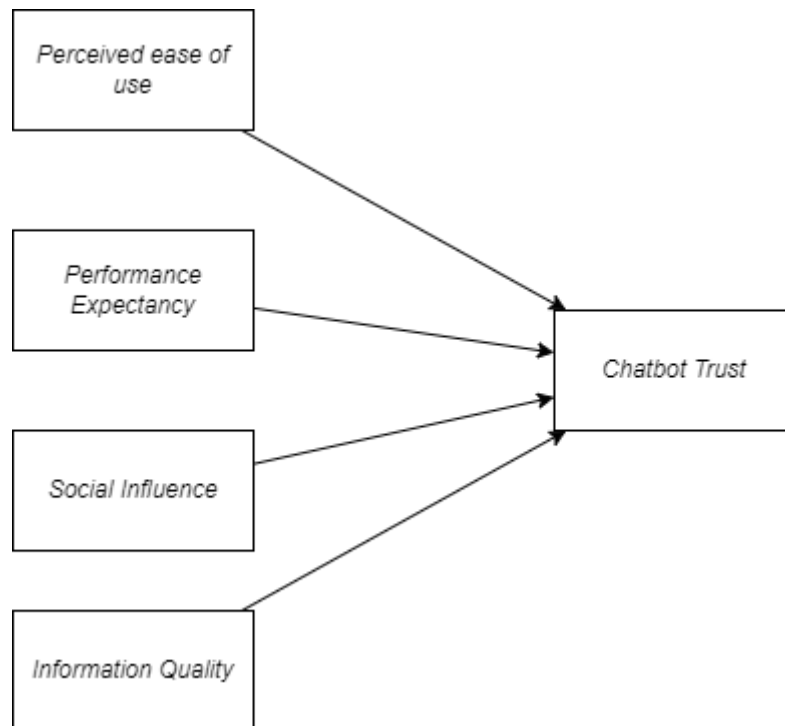 Perceived ease of
use
Performance
Expectancy
Chatbot Trust
Social Influence
Information Quality